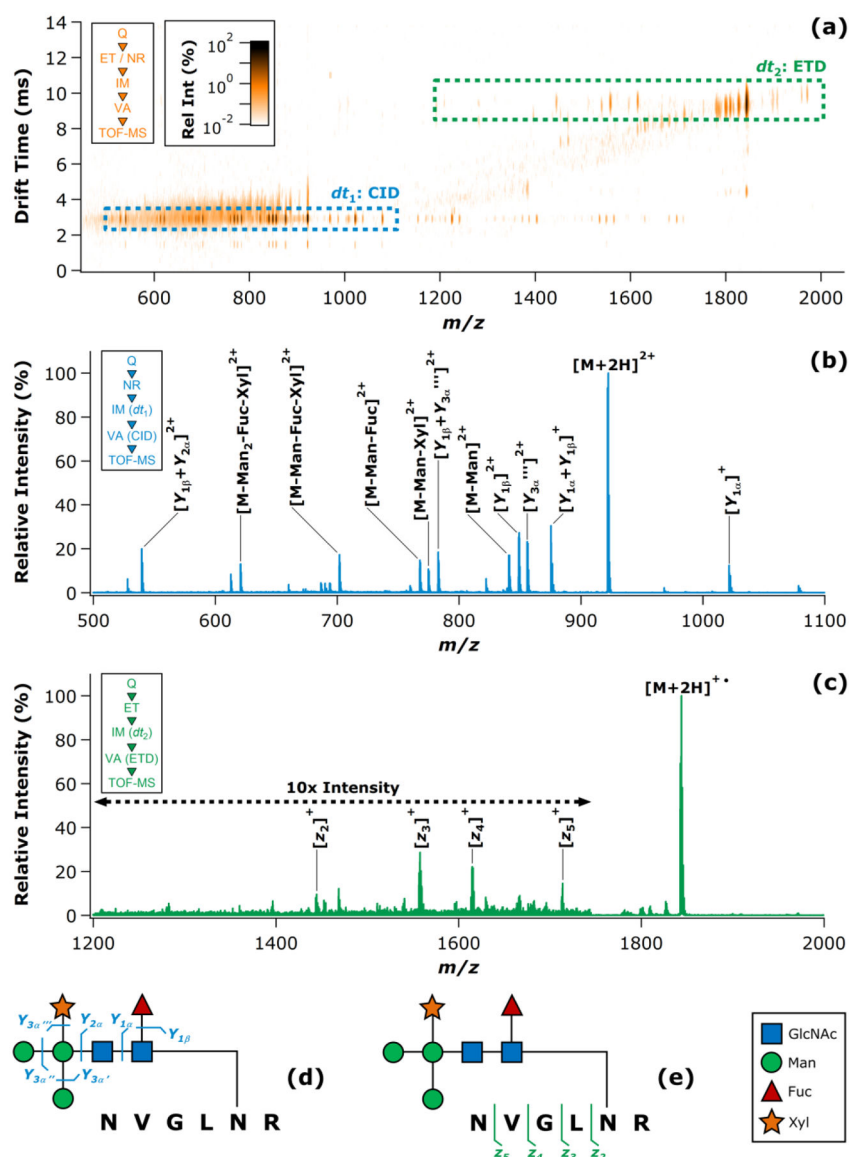 (a)
Q
ET / NR
IM
VA
TOF-MS
Rel Int (%)
10²
10⁰
10⁻²
dt₂: ETD
dt₁: CID
Drift Time (ms)
14
12
10
8
6
4
2
0
600 800 1000 1200 1400 1600 1800 2000
m/z
(b)
Q
NR
IM (dt₁)
VA (CID)
TOF-MS
[Y₁β+Y₂α]²⁺
[M-Man₂-Fuc-Xyl]²⁺
[M-Man-Fuc-Xyl]²⁺
[M-Man-Fuc]²⁺
[M-Man-Xyl]²⁺
[Y₁β+Y₃α''']²⁺
[M-Man]²⁺
[Y₁β]²⁺
[Y₃α''']²⁺
[Y₁α+Y₁β]⁺
[M+2H]²⁺
[Y₁α]⁺
Relative Intensity (%)
100
80
60
40
20
0
500 600 700 800 900 1000 1100
m/z
(c)
Q
ET
IM (dt₂)
VA (ETD)
TOF-MS
[M+2H]⁺•
10x Intensity
[z₂]⁺
[z₃]⁺
[z₄]⁺
[z₅]⁺
Relative Intensity (%)
100
80
60
40
20
0
1200 1400 1600 1800 2000
m/z
Y₃α''' Y₂α Y₁α Y₁β
Y₃α'' Y₃α'
(d)
N V G L N R
(e)
N V G L N R
z₅ z₄ z₃ z₂
GlcNAc
Man
Fuc
Xyl